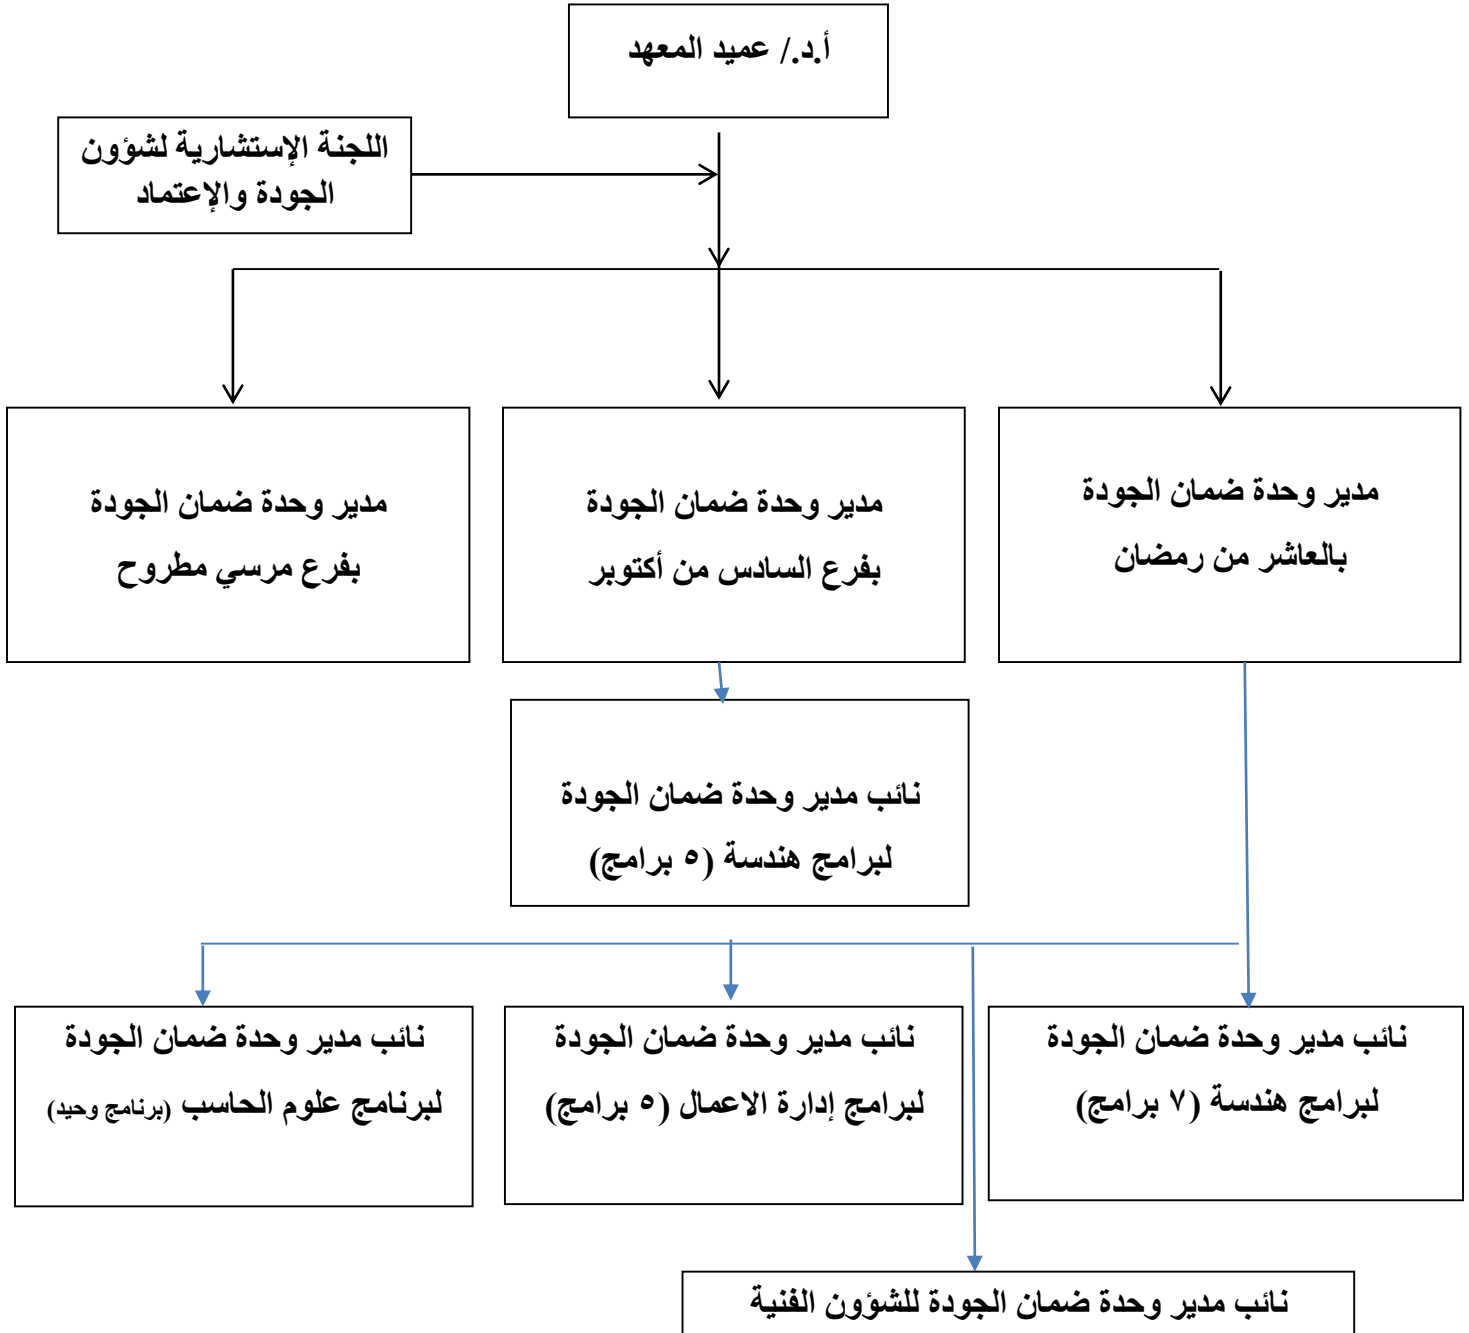 أ.د./ عميد المعهد
اللجنة الإستشارية لشؤون
الجودة والإعتماد
مدير وحدة ضمان الجودة
بالعاشر من رمضان
مدير وحدة ضمان الجودة
بفرع السادس من أكتوبر
مدير وحدة ضمان الجودة
بفرع مرسي مطروح
نائب مدير وحدة ضمان الجودة
لبرامج هندسة (٥ برامج)
نائب مدير وحدة ضمان الجودة
لبرامج هندسة (٧ برامج)
نائب مدير وحدة ضمان الجودة
لبرامج إدارة الاعمال (٥ برامج)
نائب مدير وحدة ضمان الجودة
لبرنامج علوم الحاسب (برنامج وحيد)
نائب مدير وحدة ضمان الجودة للشؤون الفنية